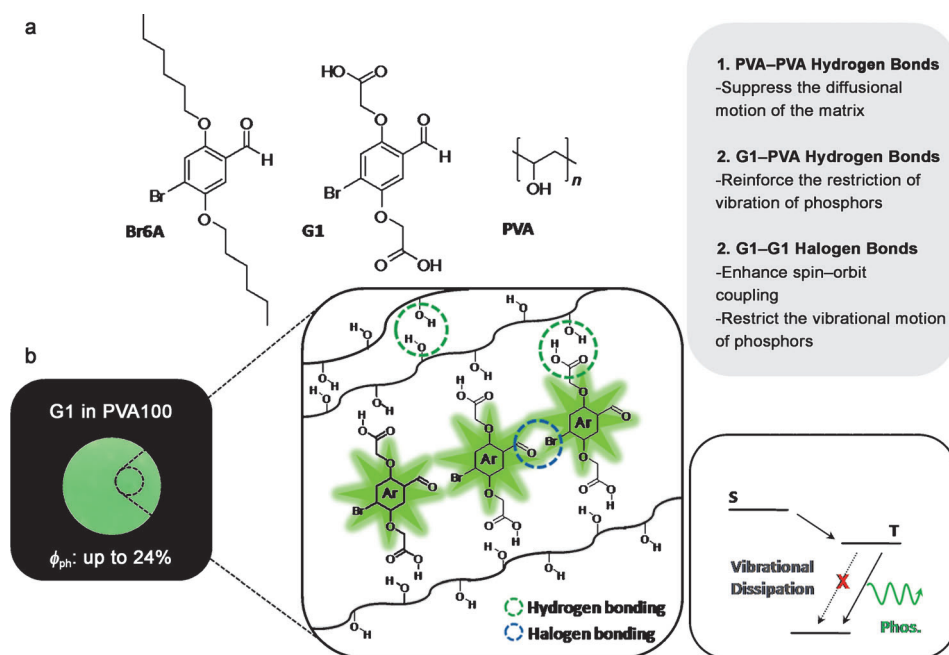 a
HO
O
O
O
H
Br
O
Br6A
O
O
H
Br
O
O
OH
G1
OH
n
PVA
1. PVA–PVA Hydrogen Bonds
-Suppress the diffusional
motion of the matrix
2. G1–PVA Hydrogen Bonds
-Reinforce the restriction of
vibration of phosphors
2. G1–G1 Halogen Bonds
-Enhance spin–orbit
coupling
-Restrict the vibrational motion
of phosphors
b
G1 in PVA100
ϕph: up to 24%
Ar
Br
O
Ar
Br
O
Ar
Br
O
Hydrogen bonding
Halogen bonding
S
T
Vibrational
Dissipation
X
Phos.